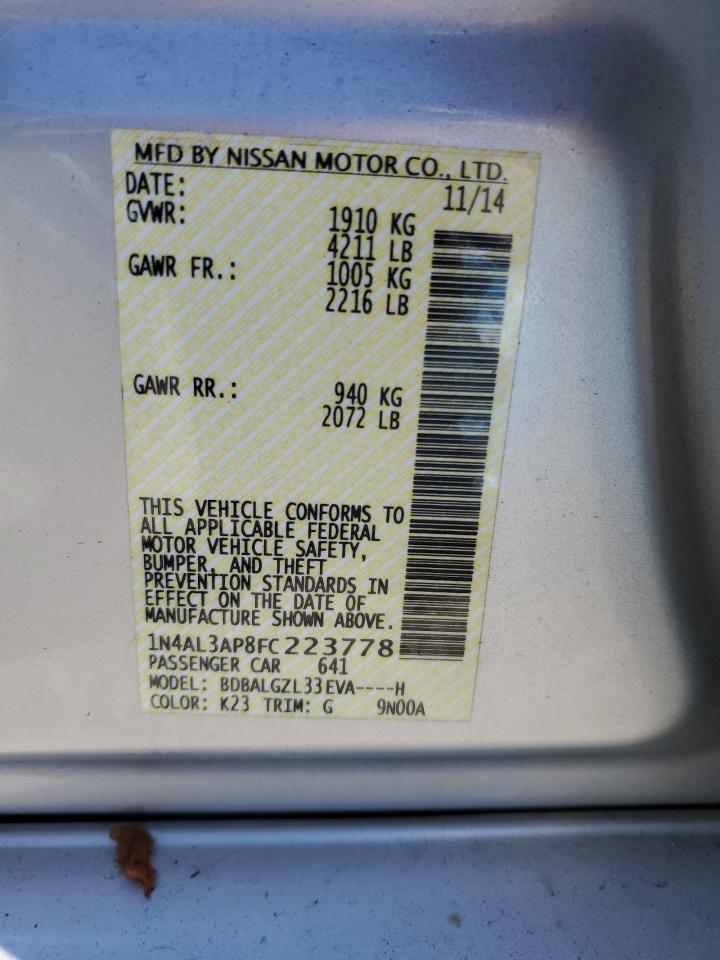 MFD BY NISSAN MOTOR CO., LTD.
DATE: 11/14
GVWR: 1910 KG
4211 LB
GAWR FR.: 1005 KG
2216 LB
GAWR RR.: 940 KG
2072 LB
THIS VEHICLE CONFORMS TO
ALL APPLICABLE FEDERAL
MOTOR VEHICLE SAFETY,
BUMPER, AND THEFT
PREVENTION STANDARDS IN
EFFECT ON THE DATE OF
MANUFACTURE SHOWN ABOVE.
1N4AL3AP8FC223778
PASSENGER CAR 641
MODEL: BDBALGZL33EVA----H
COLOR: K23 TRIM: G 9N00A